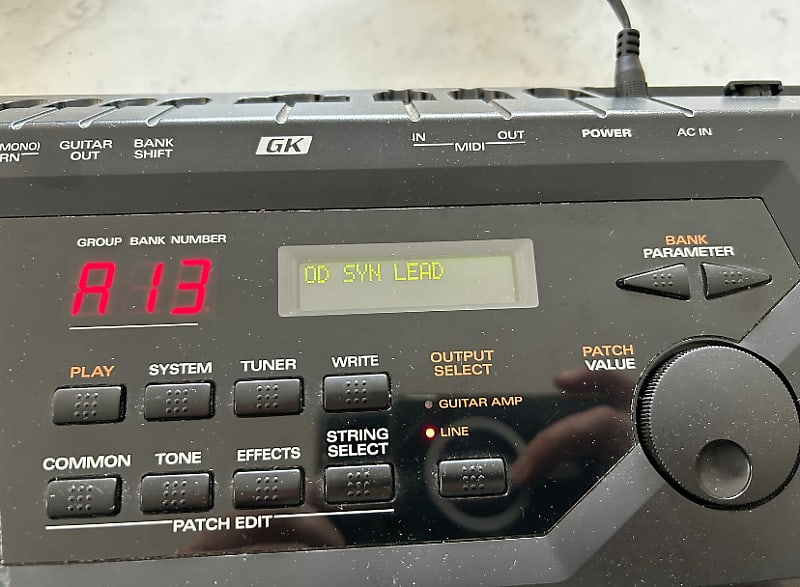 (MONO)
RN
GUITAR
OUT
BANK
SHIFT
GK
IN
OUT
MIDI
POWER
AC IN
GROUP BANK NUMBER
A13
OD SYN LEAD
BANK
PARAMETER
PLAY
SYSTEM
TUNER
WRITE
OUTPUT
SELECT
PATCH
VALUE
GUITAR AMP
LINE
COMMON
TONE
EFFECTS
STRING
SELECT
PATCH EDIT